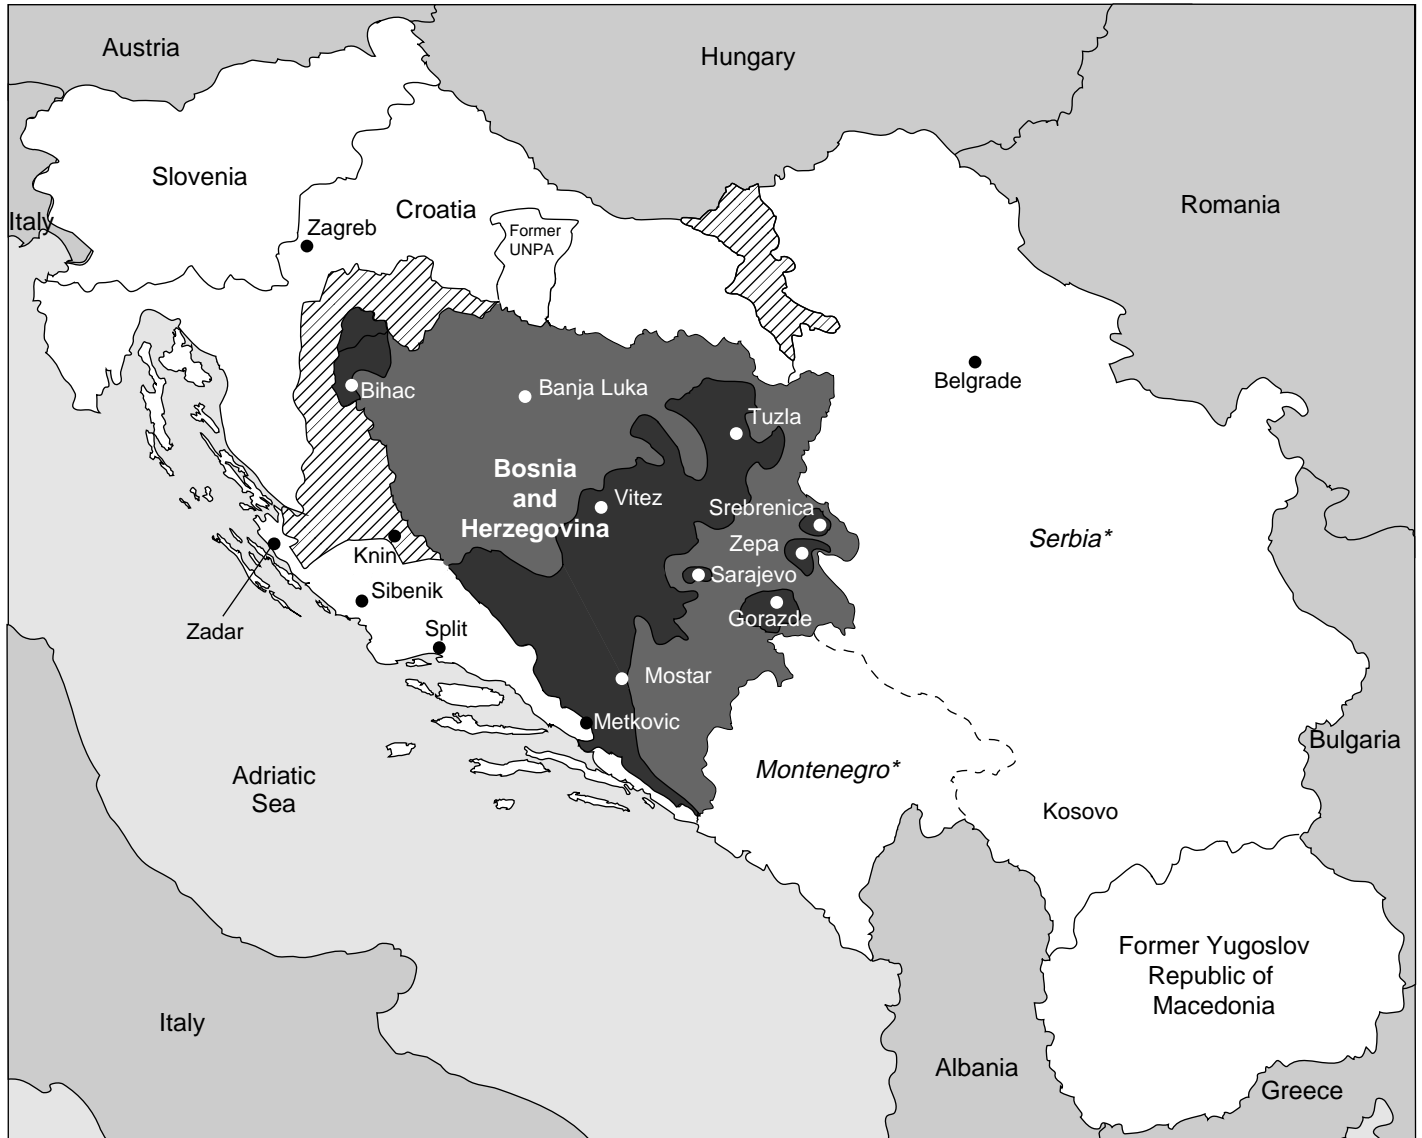 Austria
Hungary
Slovenia
Romania
Croatia
Italy
Zagreb
Former
UNPA
Belgrade
Bihac
Banja Luka
Tuzla
Bosnia
and
Herzegovina
Vitez
Srebrenica
Serbia*
Zepa
Knin
Sarajevo
Sibenik
Gorazde
Zadar
Split
Mostar
Metkovic
Bulgaria
Montenegro*
Adriatic
Sea
Kosovo
Former Yugoslov
Republic of
Macedonia
Italy
Albania
Greece